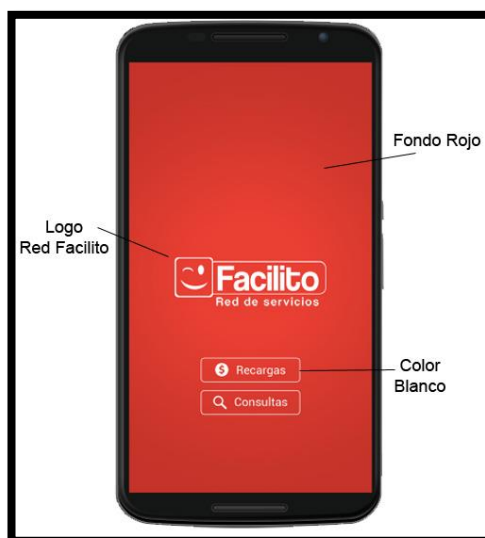 Fondo Rojo
Logo
Red Facilito
Facilito
Red de servicios
Recargas
Color
Blanco
Consultas